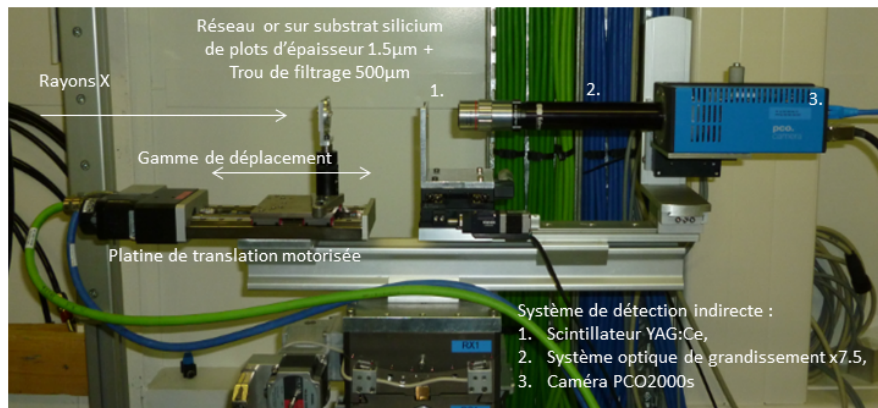 Réseau or sur substrat silicium
de plots d'épaisseur 1.5µm +
Trou de filtrage 500µm
Rayons X
1.
2.
3.
pco.
camera
Gamme de déplacement
Platine de translation motorisée
Système de détection indirecte :
1. Scintillateur YAG:Ce,
2. Système optique de grandissement x7.5,
3. Caméra PCO2000s
RX1